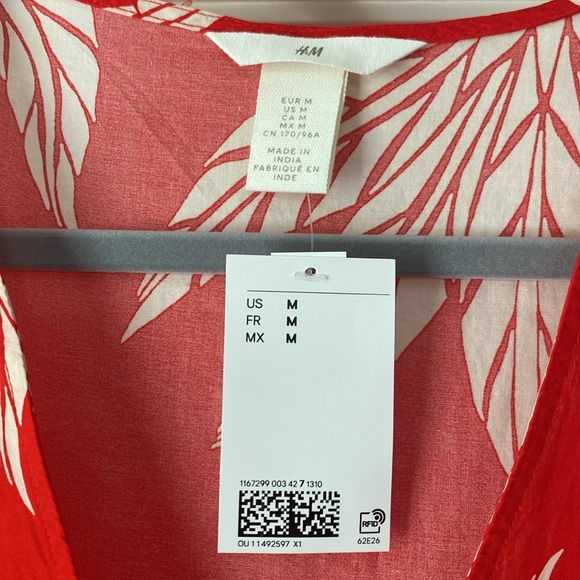 H&M
EUR M
US M
CA M
MX M
CN 170/96A
MADE IN
INDIA
FABRIQUÉ EN
INDE
US M
FR M
MX M
1167299 003 42 7 1310
OU 11492597 X1
RFID
62E26